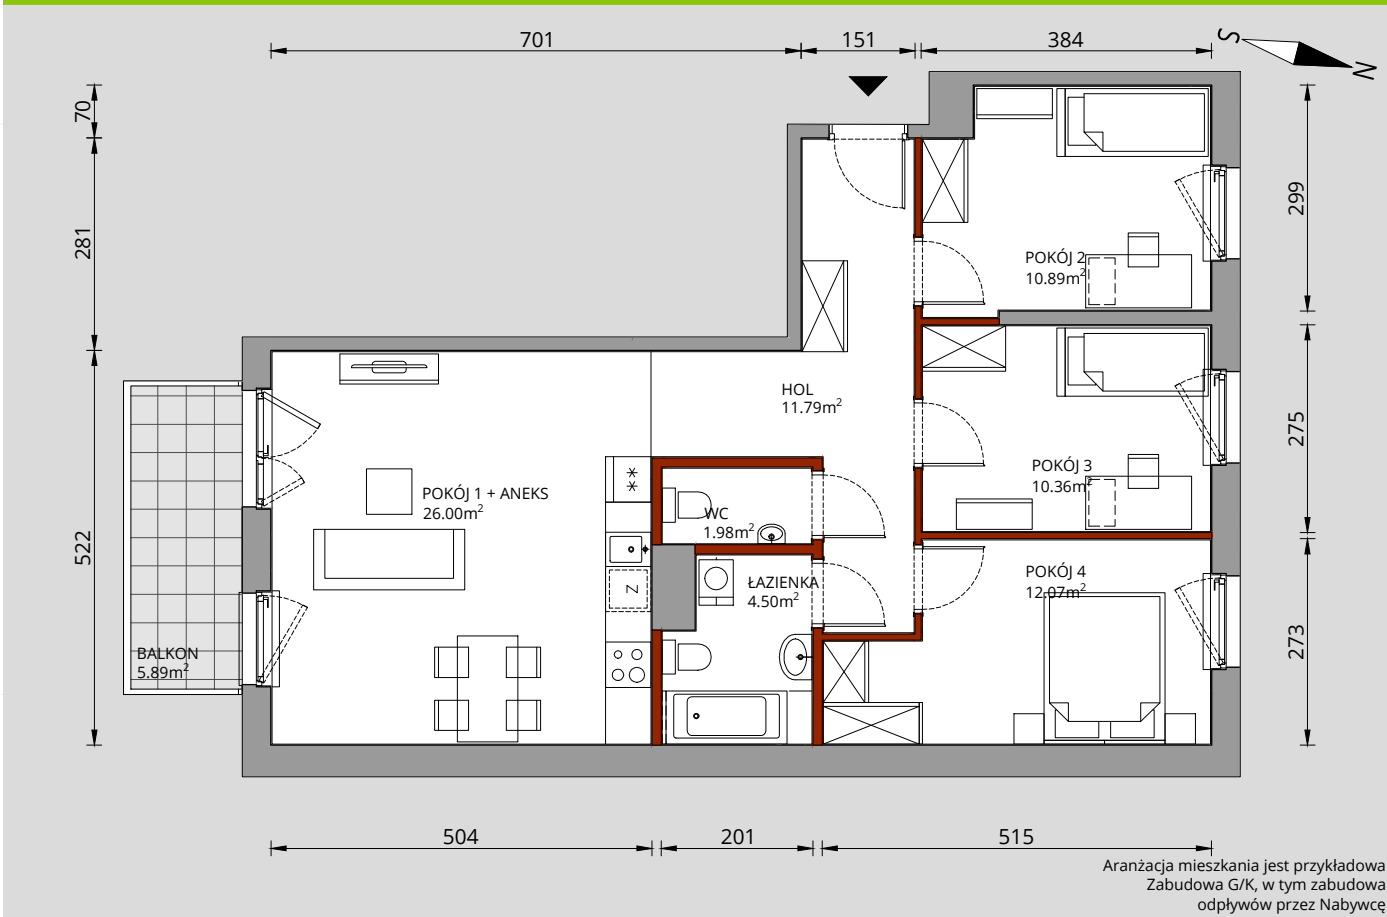 701
151
384
S
N
70
281
522
299
275
273
POKÓJ 2
10.89m²
HOL
11.79m²
POKÓJ 3
10.36m²
POKÓJ 1 + ANEKS
26.00m²
WC
1.98m²
Z
ŁAZIENKA
4.50m²
POKÓJ 4
12.07m²
BALKON
5.89m²
504
201
515
Aranżacja mieszkania jest przykładowa
Zabudowa G/K, w tym zabudowa
odpływów przez Nabywcę